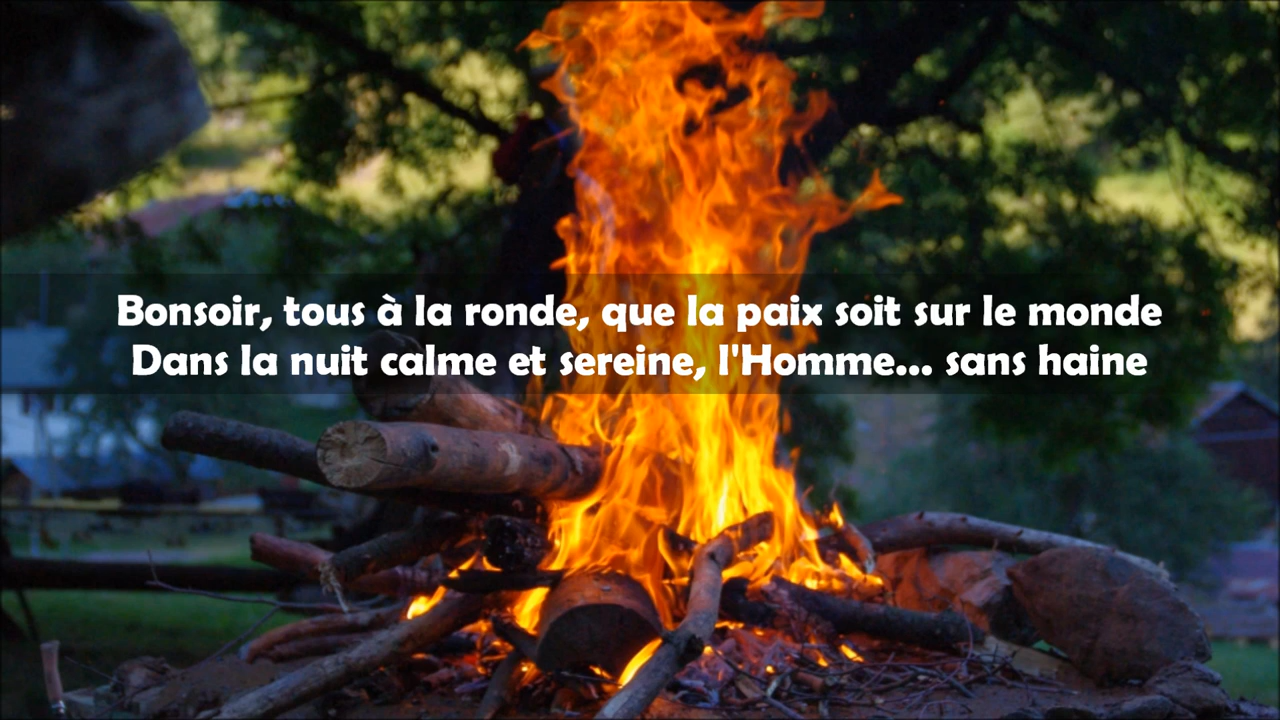 Bonsoir, tous à la ronde, que la paix soit sur le monde
Dans la nuit calme et sereine, l'Homme... sans haine